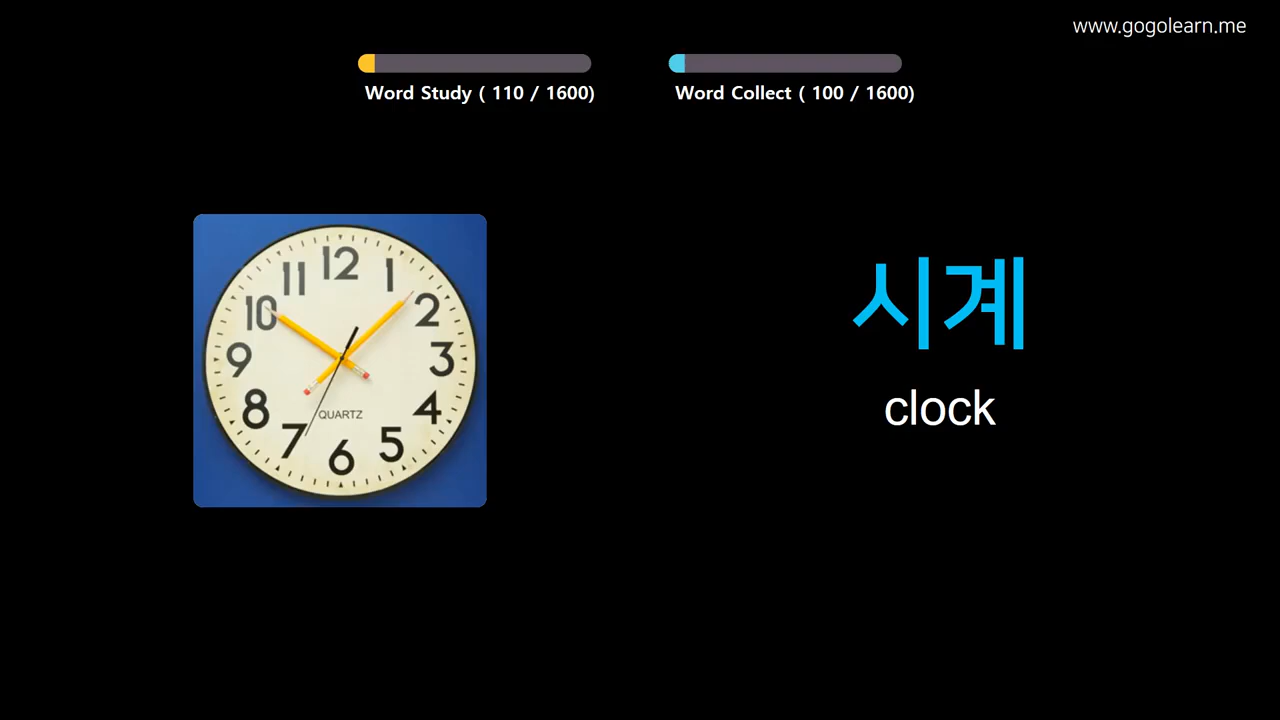 www.gogolearn.me
Word Study ( 110 / 1600)
Word Collect ( 100 / 1600)
12
11
1
10
2
9
3
8
4
QUARTZ
7
5
6
시계
clock